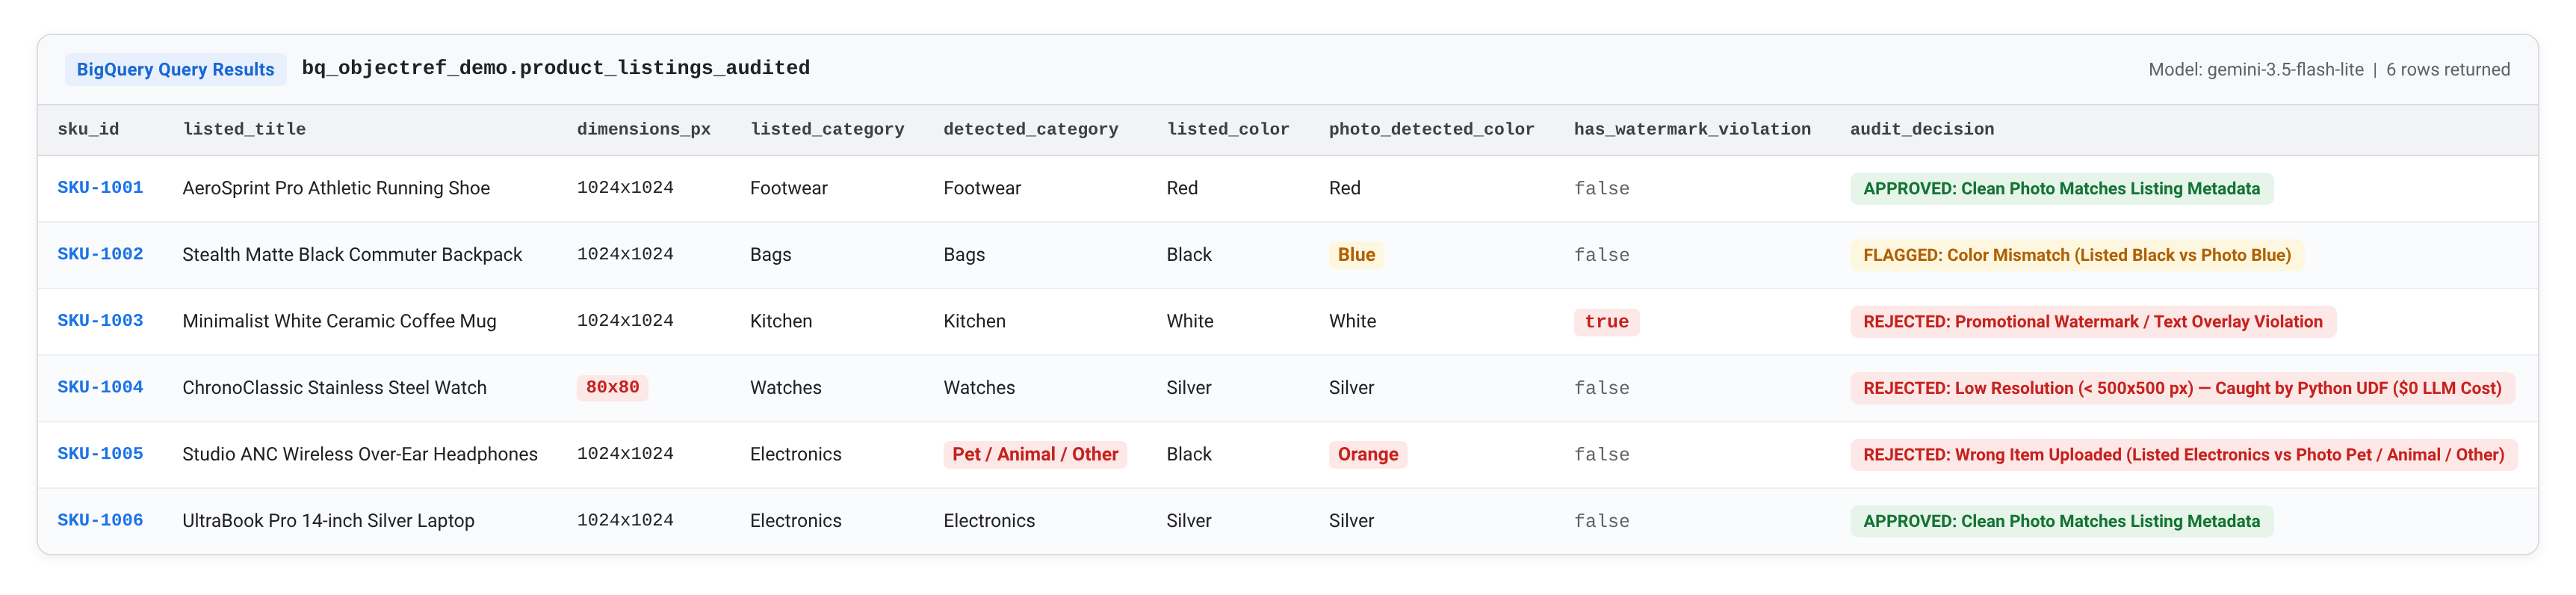 BigQuery Query Results bq_objectref_demo.product_listings_audited Model: gemini-3.5-flash-lite | 6 rows returned
sku_id listed_title dimensions_px listed_category detected_category listed_color photo_detected_color has_watermark_violation audit_decision
SKU-1001 AeroSprint Pro Athletic Running Shoe 1024x1024 Footwear Footwear Red Red false APPROVED: Clean Photo Matches Listing Metadata
SKU-1002 Stealth Matte Black Commuter Backpack 1024x1024 Bags Bags Black Blue false FLAGGED: Color Mismatch (Listed Black vs Photo Blue)
SKU-1003 Minimalist White Ceramic Coffee Mug 1024x1024 Kitchen Kitchen White White true REJECTED: Promotional Watermark / Text Overlay Violation
SKU-1004 ChronoClassic Stainless Steel Watch 80x80 Watches Watches Silver Silver false REJECTED: Low Resolution (< 500x500 px) — Caught by Python UDF ($0 LLM Cost)
SKU-1005 Studio ANC Wireless Over-Ear Headphones 1024x1024 Electronics Pet / Animal / Other Black Orange false REJECTED: Wrong Item Uploaded (Listed Electronics vs Photo Pet / Animal / Other)
SKU-1006 UltraBook Pro 14-inch Silver Laptop 1024x1024 Electronics Electronics Silver Silver false APPROVED: Clean Photo Matches Listing Metadata